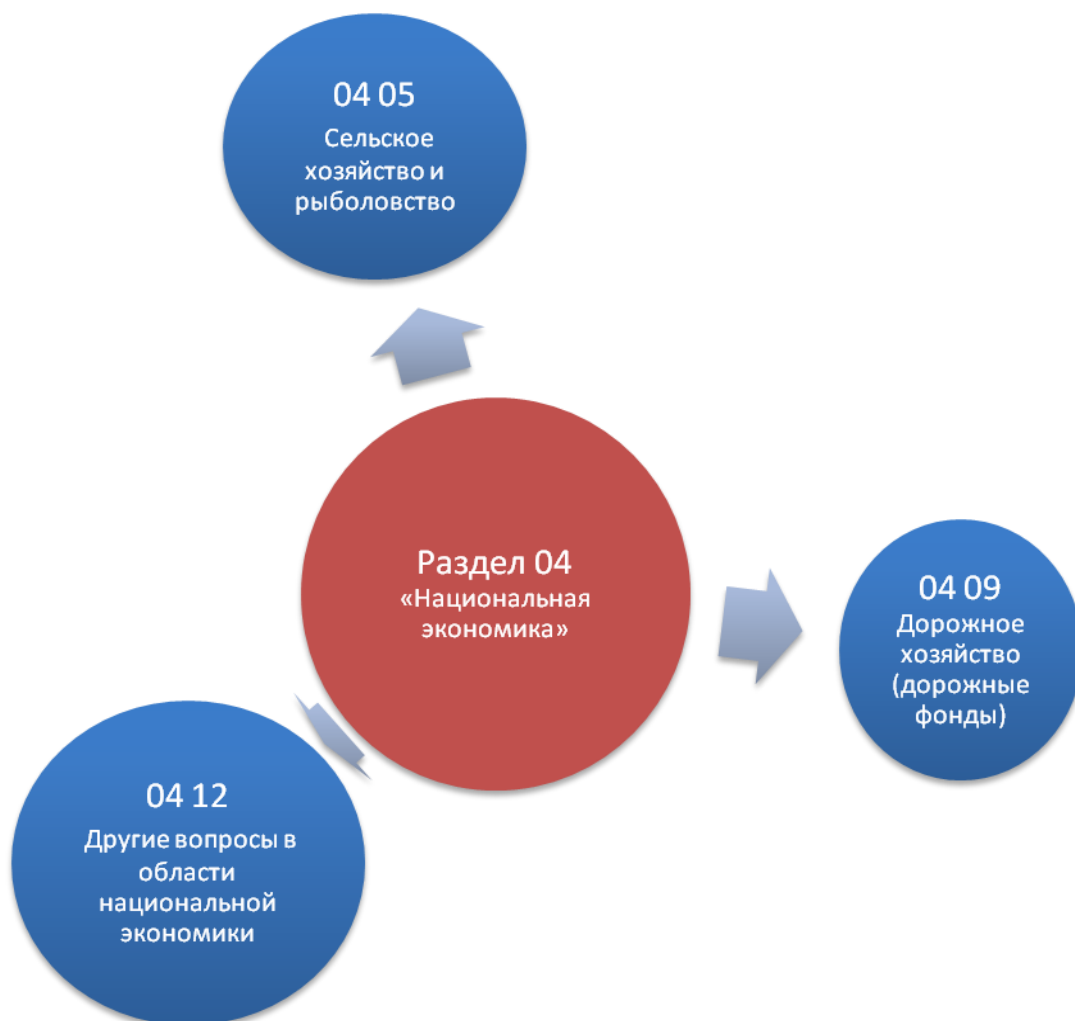 04 05
Сельское
хозяйство и
рыболовство
Раздел 04
«Национальная
экономика»
04 09
Дорожное
хозяйство
(дорожные
фонды)
04 12
Другие вопросы в
области
национальной
экономики